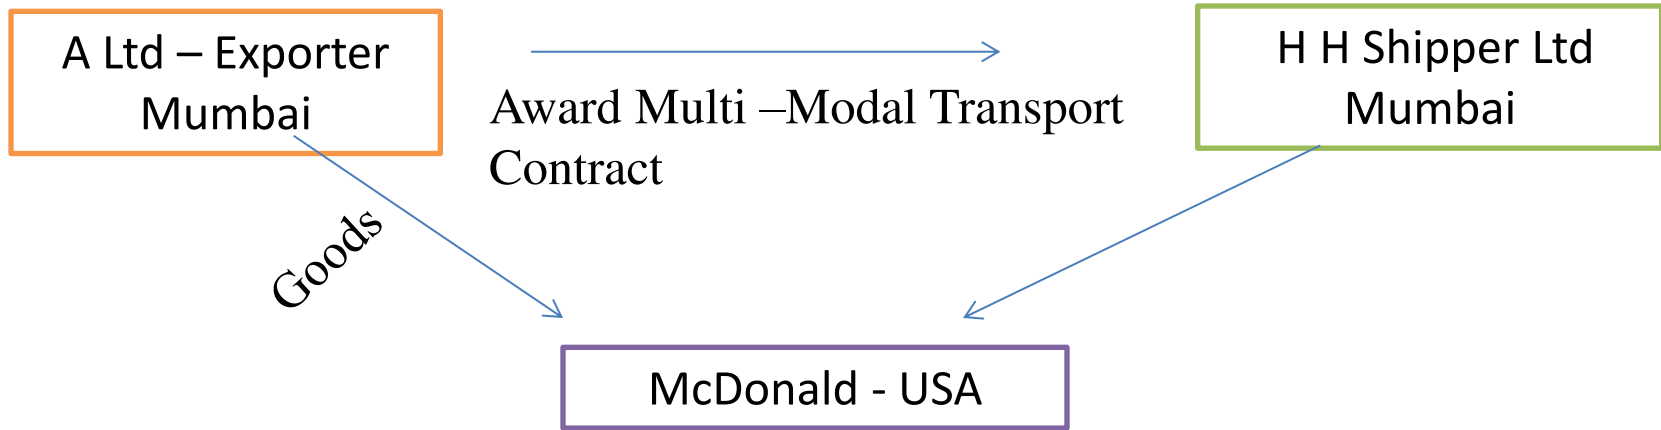 A Ltd – Exporter
Mumbai
Award Multi –Modal Transport
Contract
H H Shipper Ltd
Mumbai
Goods
McDonald - USA